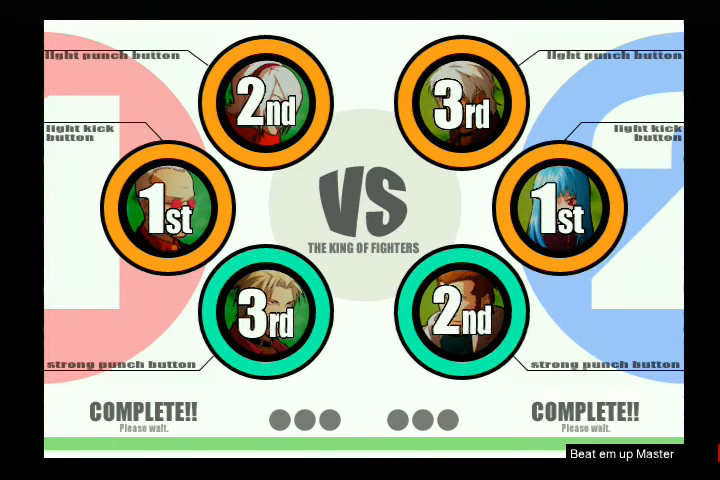 light punch button
light punch button
2nd
3rd
light kick
button
light kick
button
1st
VS
1st
THE KING OF FIGHTERS
3rd
2nd
strong punch button
strong punch button
COMPLETE!!
Please wait.
COMPLETE!!
Please wait.
Beat em up Master